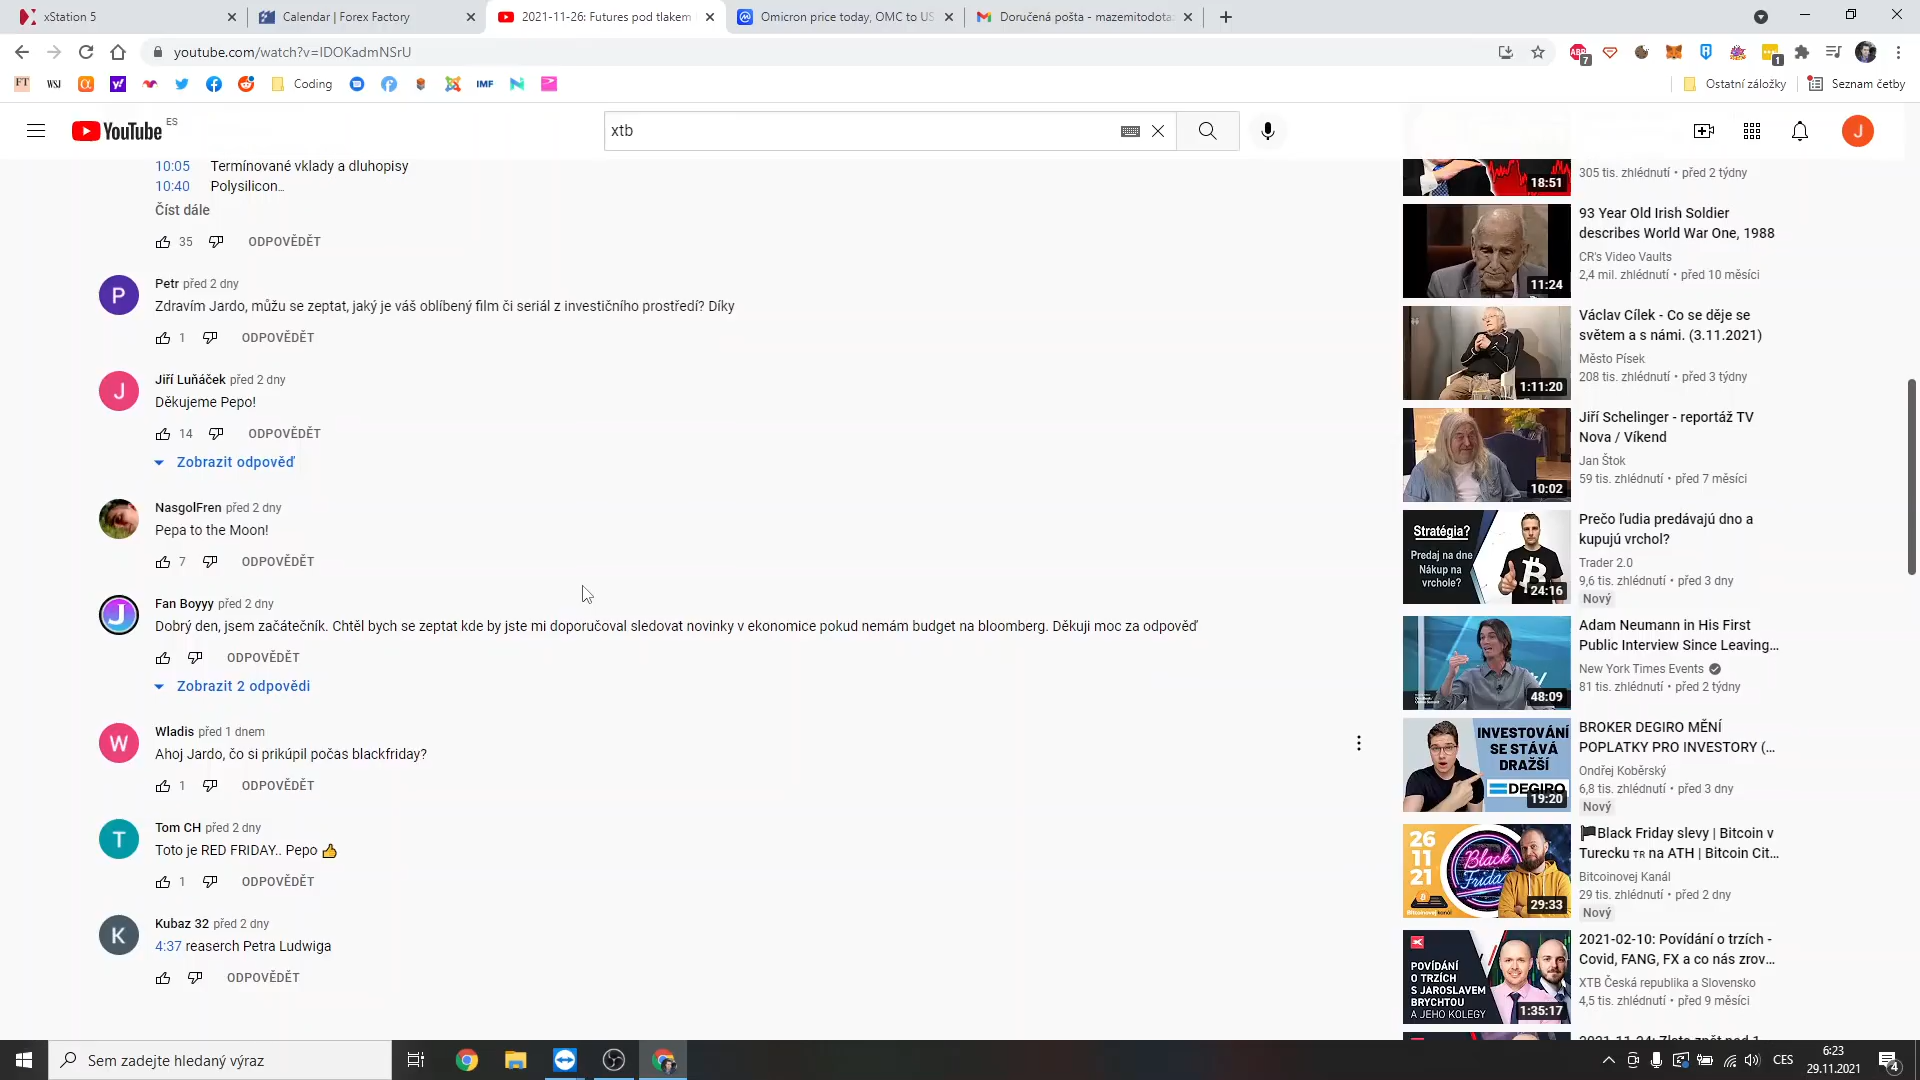 xStation 5
Calendar | Forex Factory
2021-11-26: Futures pod tlakem
Omicron price today, OMC to US
Doručená pošta - mazemitodota
youtube.com/watch?v=IDOKadmNSrU
7
1
FT
WSJ
Coding
IMF
Ostatní záložky
Seznam četby
YouTube
ES
xtb
J
10:05 Termínované vklady a dluhopisy
10:40 Polysilicon…
Číst dále
35 ODPOVĚDĚT
P
Petr před 2 dny
Zdravím Jardo, můžu se zeptat, jaký je váš oblíbený film či seriál z investičního prostředí? Díky
1 ODPOVĚDĚT
J
Jiří Luňáček před 2 dny
Děkujeme Pepo!
14 ODPOVĚDĚT
Zobrazit odpověď
NasgolFren před 2 dny
Pepa to the Moon!
7 ODPOVĚDĚT
J
Fan Boyyy před 2 dny
Dobrý den, jsem začátečník. Chtěl bych se zeptat kde by jste mi doporučoval sledovat novinky v ekonomice pokud nemám budget na bloomberg. Děkuji moc za odpověď
ODPOVĚDĚT
Zobrazit 2 odpovědi
W
Wladis před 1 dnem
Ahoj Jardo, čo si prikúpil počas blackfriday?
1 ODPOVĚDĚT
T
Tom CH před 2 dny
Toto je RED FRIDAY.. Pepo 👍
1 ODPOVĚDĚT
K
Kubaz 32 před 2 dny
4:37 reaserch Petra Ludwiga
ODPOVĚDĚT
18:51
305 tis. zhlédnutí • před 2 týdny
11:24
93 Year Old Irish Soldier
describes World War One, 1988
CR's Video Vaults
2,4 mil. zhlédnutí • před 10 měsíci
1:11:20
Václav Cílek - Co se děje se
světem a s námi. (3.11.2021)
Město Písek
208 tis. zhlédnutí • před 3 týdny
10:02
Jiří Schelinger - reportáž TV
Nova / Víkend
Jan Štok
59 tis. zhlédnutí • před 7 měsíci
Stratégia?
Predaj na dne
Nákup na
vrchole?
24:16
Prečo ľudia predávajú dno a
kupujú vrchol?
Trader 2.0
9,6 tis. zhlédnutí • před 3 dny
Nový
48:09
Adam Neumann in His First
Public Interview Since Leaving...
New York Times Events
81 tis. zhlédnutí • před 2 týdny
INVESTOVÁNÍ
SE STÁVÁ
DRAŽŠÍ
DEGIRO
19:20
BROKER DEGIRO MĚNÍ
POPLATKY PRO INVESTORY (...
Ondřej Koběrský
6,8 tis. zhlédnutí • před 3 dny
Nový
26
11
21
Black
Friday
Bitcoinovej Kanál
29:33
🏴Black Friday slevy | Bitcoin v
Turecku TR na ATH | Bitcoin Cit...
Bitcoinovej Kanál
29 tis. zhlédnutí • před 2 dny
Nový
POVÍDÁNÍ
O TRZÍCH
S JAROSLAVEM
BRYCHTOU
A JEHO KOLEGY
1:35:17
2021-02-10: Povídání o trzích -
Covid, FANG, FX a co nás zrov...
XTB Česká republika a Slovensko
4,5 tis. zhlédnutí • před 9 měsíci
Sem zadejte hledaný výraz
CES
6:23
29.11.2021
4